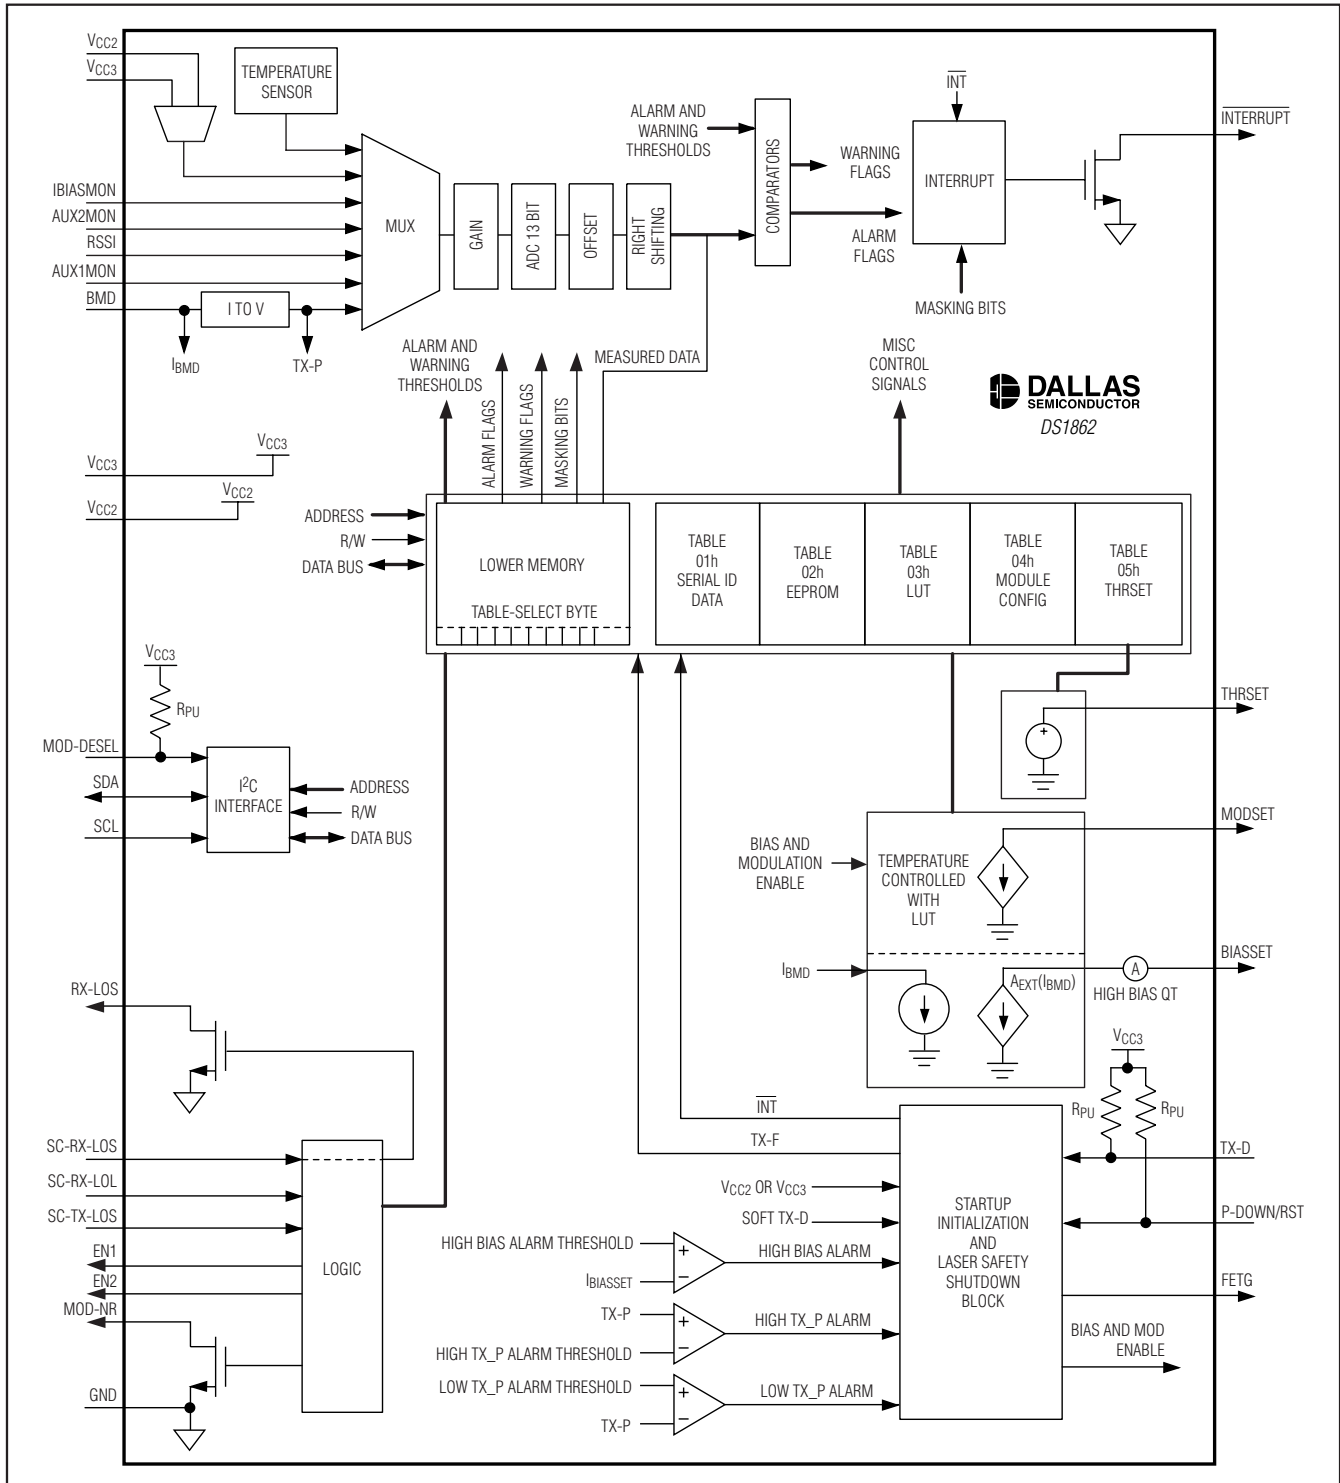 VCC2
VCC3
TEMPERATURE
SENSOR
IBIASMON
AUX2MON
RSSI
AUX1MON
BMD
I TO V
IBMD
TX-P
MUX
GAIN
ADC 13 BIT
OFFSET
RIGHT
SHIFTING
ALARM AND
WARNING
THRESHOLDS
COMPARATORS
WARNING
FLAGS
ALARM
FLAGS
INT
INTERRUPT
MASKING BITS
INTERRUPT
ALARM AND
WARNING
THRESHOLDS
ALARM FLAGS
WARNING FLAGS
MASKING BITS
MEASURED DATA
MISC
CONTROL
SIGNALS
DALLAS
SEMICONDUCTOR
DS1862
VCC3
VCC3
VCC2
VCC2
ADDRESS
R/W
DATA BUS
LOWER MEMORY
TABLE-SELECT BYTE
TABLE
01h
SERIAL ID
DATA
TABLE
02h
EEPROM
TABLE
03h
LUT
TABLE
04h
MODULE
CONFIG
TABLE
05h
THRSET
VCC3
RPU
MOD-DESEL
SDA
SCL
I2C
INTERFACE
ADDRESS
R/W
DATA BUS
THRSET
+
MODSET
BIAS AND
MODULATION
ENABLE
TEMPERATURE
CONTROLLED
WITH
LUT
IBMD
AEXT(IBMD)
A
HIGH BIAS QT
BIASSET
RX-LOS
VCC3
RPU
RPU
INT
TX-F
TX-D
SC-RX-LOS
SC-RX-LOL
SC-TX-LOS
EN1
EN2
MOD-NR
GND
LOGIC
VCC2 OR VCC3
SOFT TX-D
P-DOWN/RST
STARTUP
INITIALIZATION
AND
LASER SAFETY
SHUTDOWN
BLOCK
HIGH BIAS ALARM THRESHOLD
IBIASSET
+
−
HIGH BIAS ALARM
FETG
TX-P
HIGH TX_P ALARM THRESHOLD
+
−
HIGH TX_P ALARM
BIAS AND MOD
ENABLE
LOW TX_P ALARM THRESHOLD
TX-P
+
−
LOW TX_P ALARM